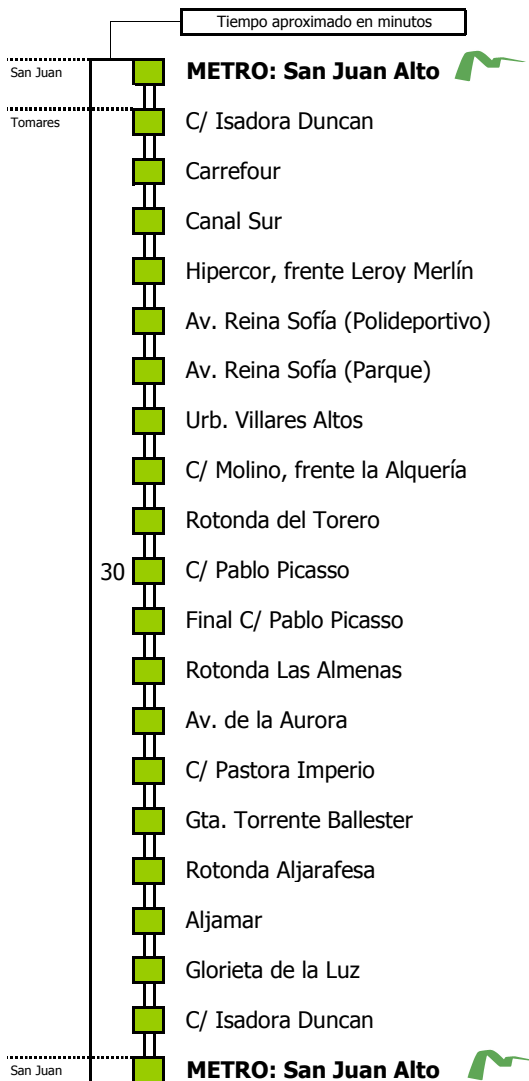 Tiempo aproximado en minutos
San Juan
METRO: San Juan Alto
Tomares
C/ Isadora Duncan
Carrefour
Canal Sur
Hipercor, frente Leroy Merlín
Av. Reina Sofía (Polideportivo)
Av. Reina Sofía (Parque)
Urb. Villares Altos
C/ Molino, frente la Alquería
Rotonda del Torero
30
C/ Pablo Picasso
Final C/ Pablo Picasso
Rotonda Las Almenas
Av. de la Aurora
C/ Pastora Imperio
Gta. Torrente Ballester
Rotonda Aljarafesa
Aljamar
Glorieta de la Luz
C/ Isadora Duncan
San Juan
METRO: San Juan Alto